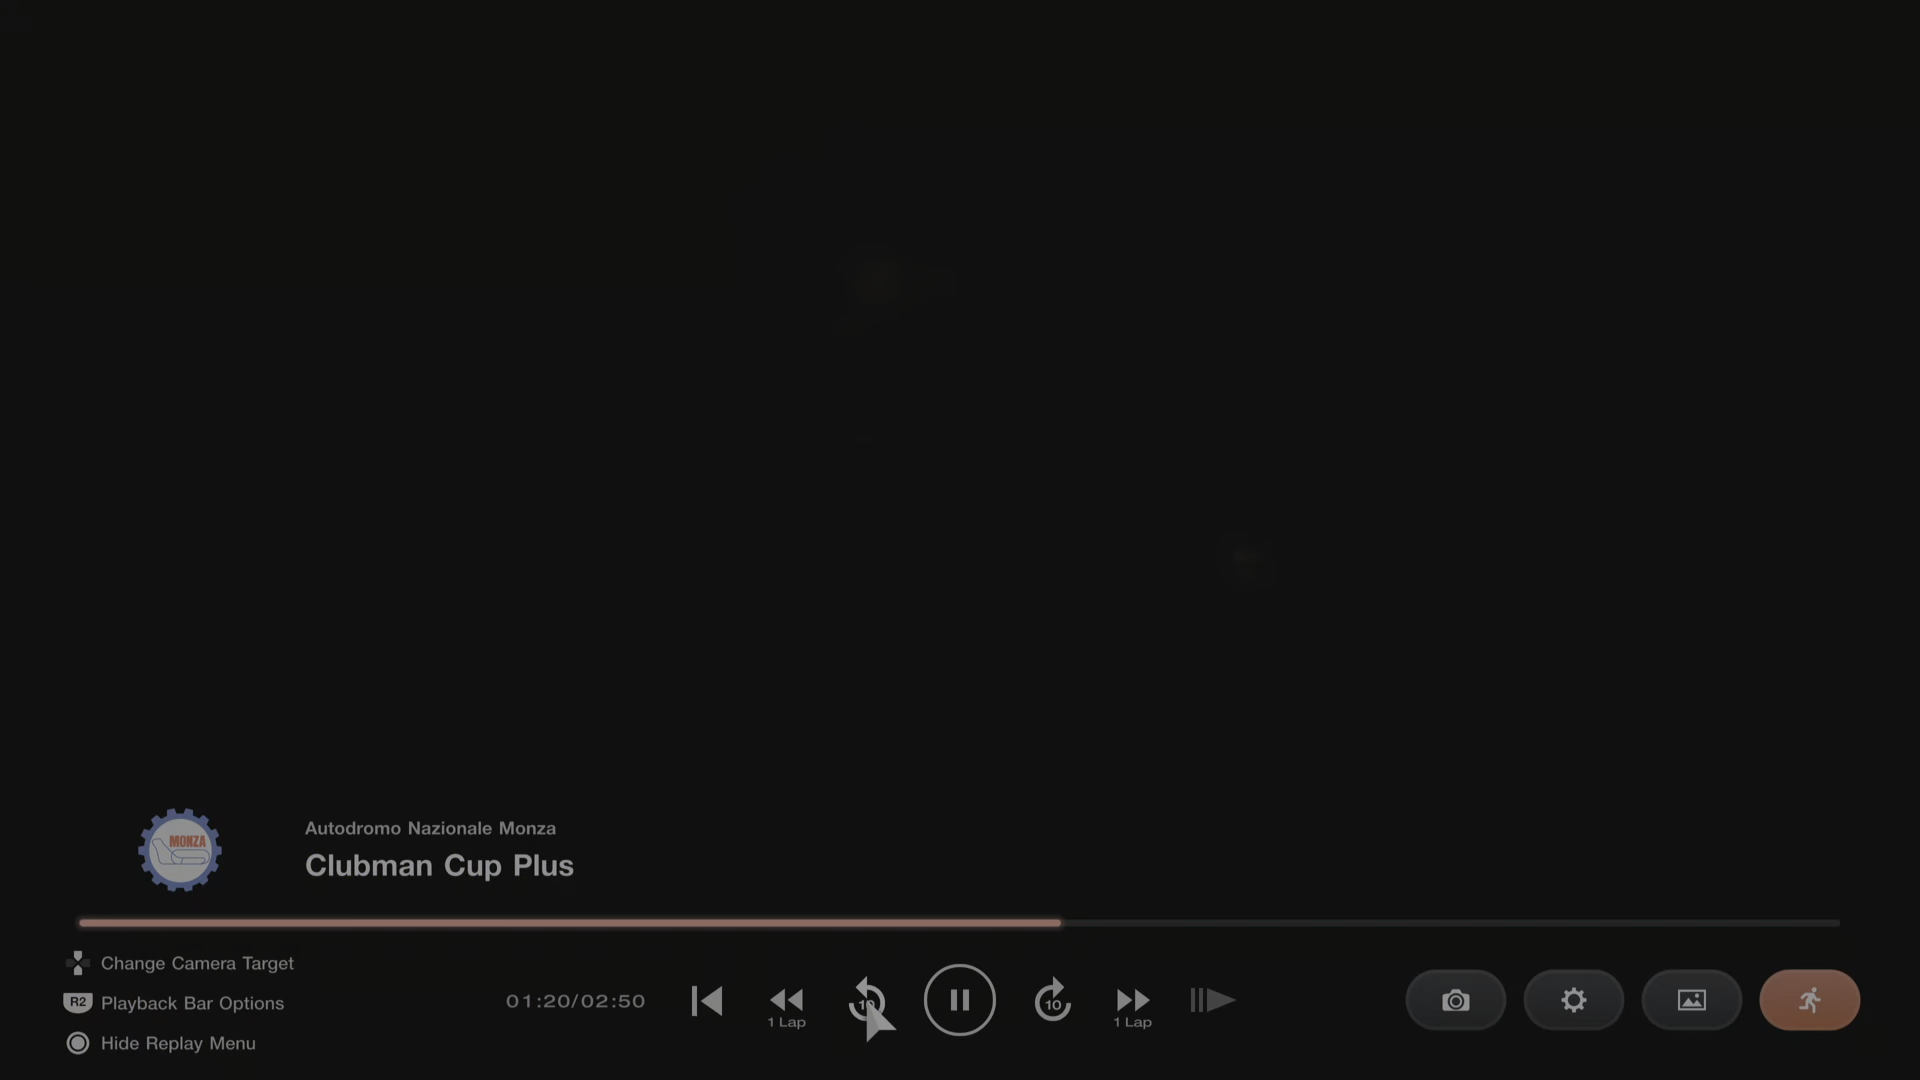 MONZA
Autodromo Nazionale Monza
Clubman Cup Plus
Change Camera Target
R2 Playback Bar Options
Hide Replay Menu
01:20/02:50
1 Lap
10
10
1 Lap